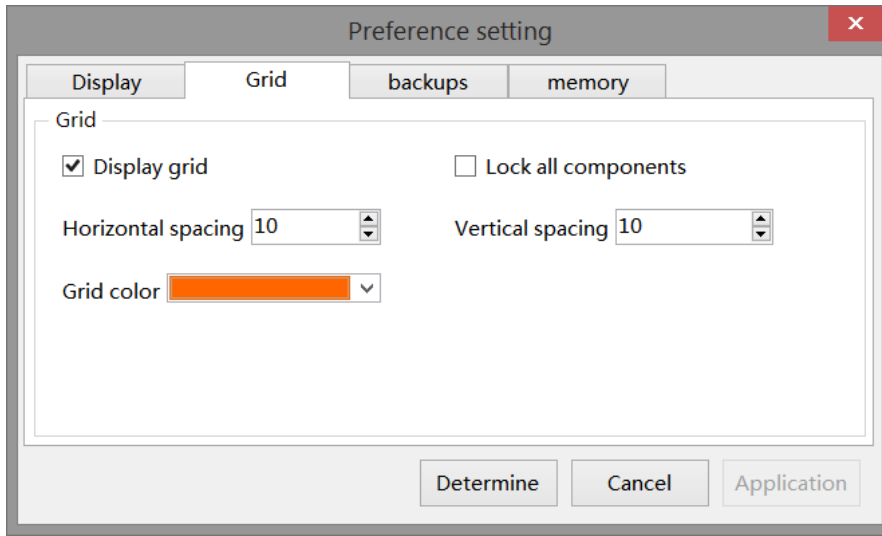 Preference setting
Display Grid backups memory
Grid
Display grid Lock all components
Horizontal spacing 10 Vertical spacing 10
Grid color
Determine Cancel Application